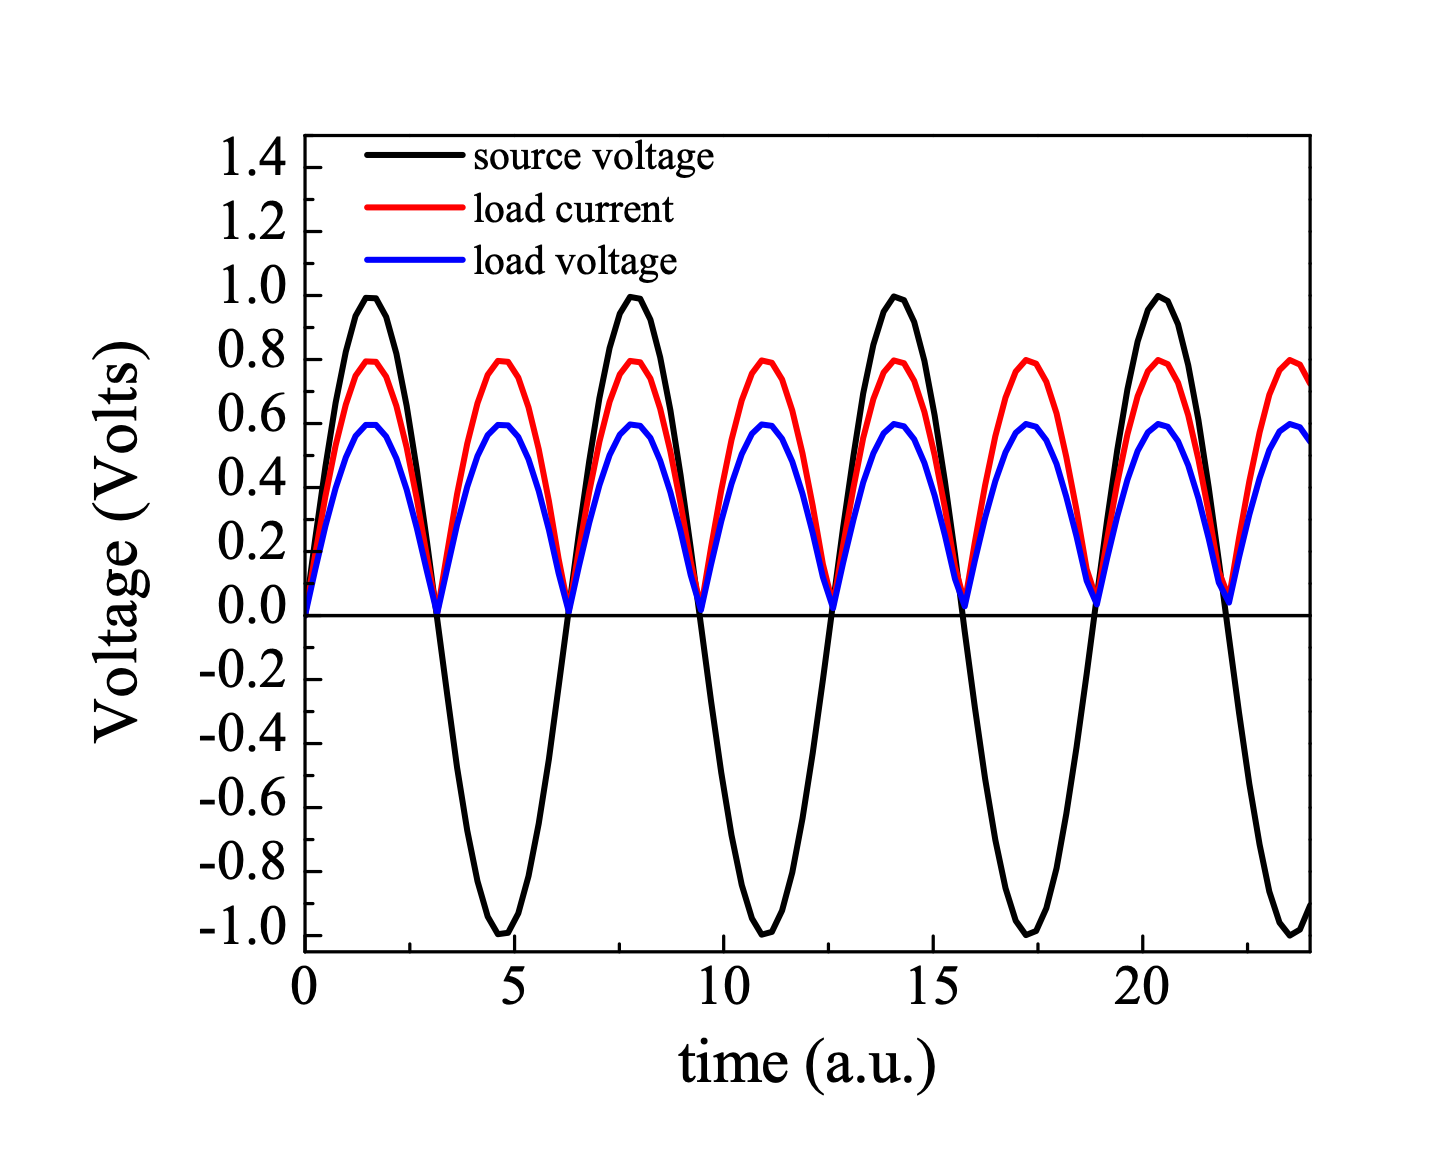 source voltage
load current
load voltage
Voltage (Volts)
1.4
1.2
1.0
0.8
0.6
0.4
0.2
0.0
-0.2
-0.4
-0.6
-0.8
-1.0
0 5 10 15 20
time (a.u.)